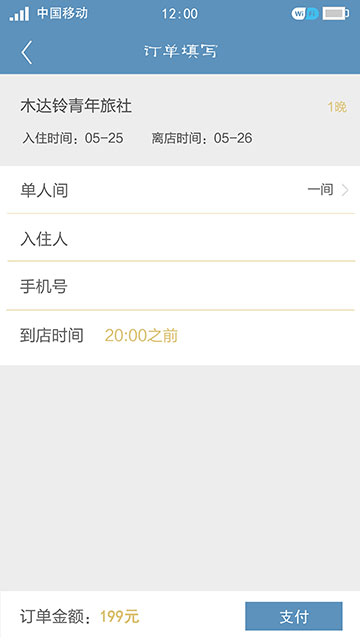 中国移动 12:00 WiFi
订单填写
木达铃青年旅社 1晚
入住时间：05-25 离店时间：05-26
单人间 一间
入住人
手机号
到店时间 20:00之前
订单金额：199元 支付